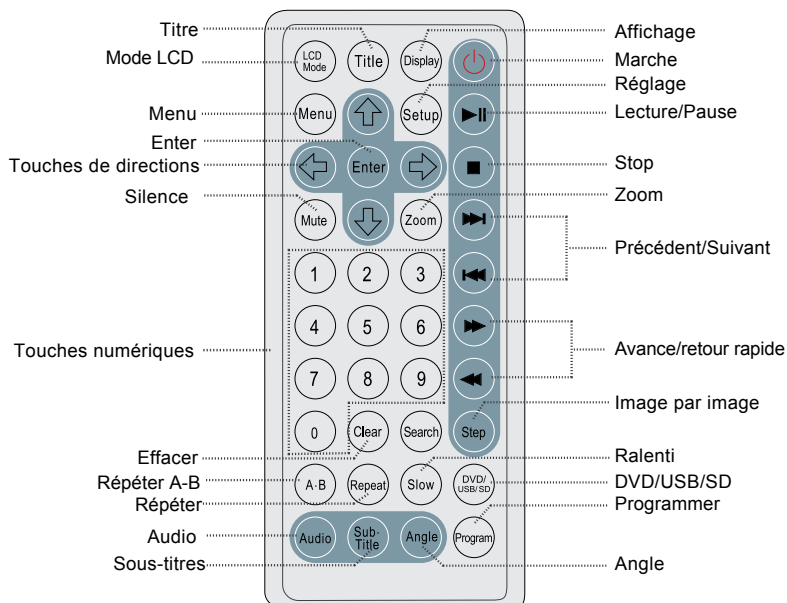 Titre
Mode LCD
Menu
Enter
Touches de directions
Silence
Touches numériques
Effacer
Répéter A-B
Répéter
Audio
Sous-titres
LCD
Mode
Title
Display
Menu
Setup
Enter
Mute
Zoom
1
2
3
4
5
6
7
8
9
0
Clear
Search
Step
A·B
Repeat
Slow
DVD/
USB/SD
Audio
Sub-
Title
Angle
Program
Affichage
Marche
Réglage
Lecture/Pause
Stop
Zoom
Précédent/Suivant
Avance/retour rapide
Image par image
Ralenti
DVD/USB/SD
Programmer
Angle